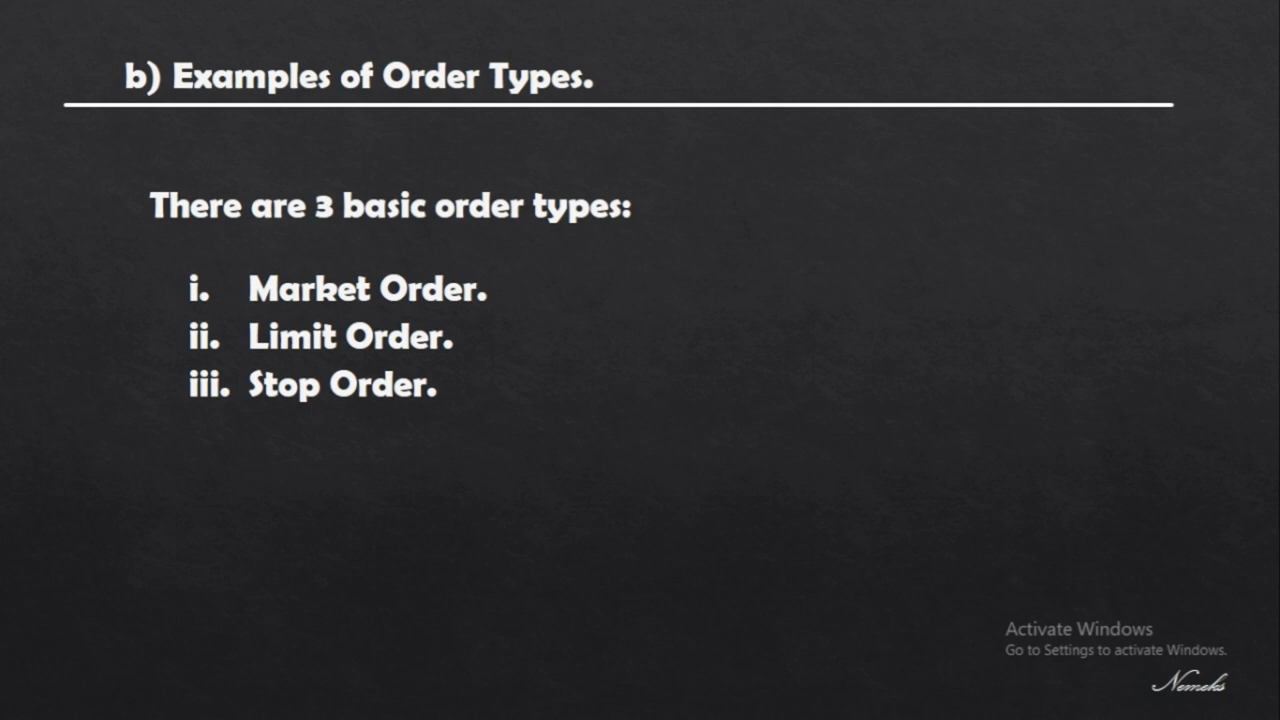 b) Examples of Order Types.
There are 3 basic order types:
i. Market Order.
ii. Limit Order.
iii. Stop Order.
Activate Windows
Go to Settings to activate Windows.
Nemeks